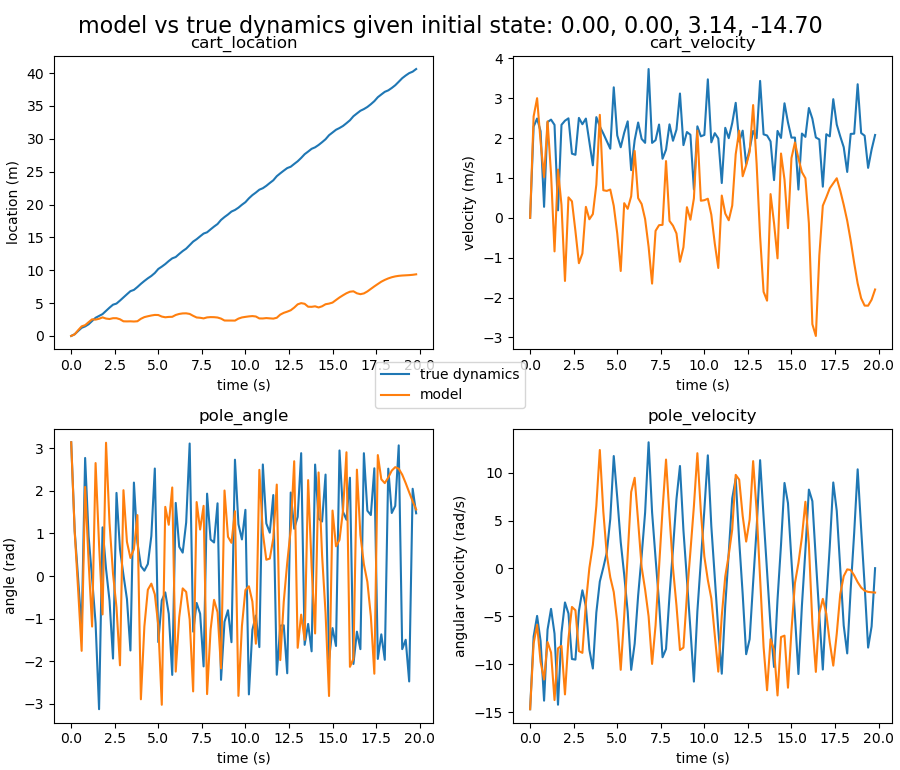 model vs true dynamics given initial state: 0.00, 0.00, 3.14, -14.70
cart_location
cart_velocity
location (m)
40
35
30
25
20
15
10
5
0
0.0 2.5 5.0 7.5 10.0 12.5 15.0 17.5 20.0
time (s)
velocity (m/s)
4
3
2
1
0
−1
−2
−3
0.0 2.5 5.0 7.5 10.0 12.5 15.0 17.5 20.0
time (s)
true dynamics
model
pole_angle
pole_velocity
angle (rad)
3
2
1
0
−1
−2
−3
0.0 2.5 5.0 7.5 10.0 12.5 15.0 17.5 20.0
time (s)
angular velocity (rad/s)
10
5
0
−5
−10
−15
0.0 2.5 5.0 7.5 10.0 12.5 15.0 17.5 20.0
time (s)